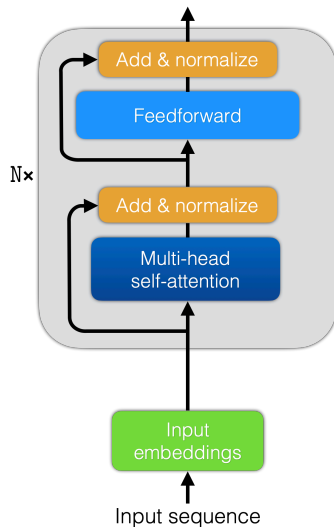 Add & normalize
Feedforward
N×
Add & normalize
Multi-head
self-attention
Input
embeddings
Input sequence